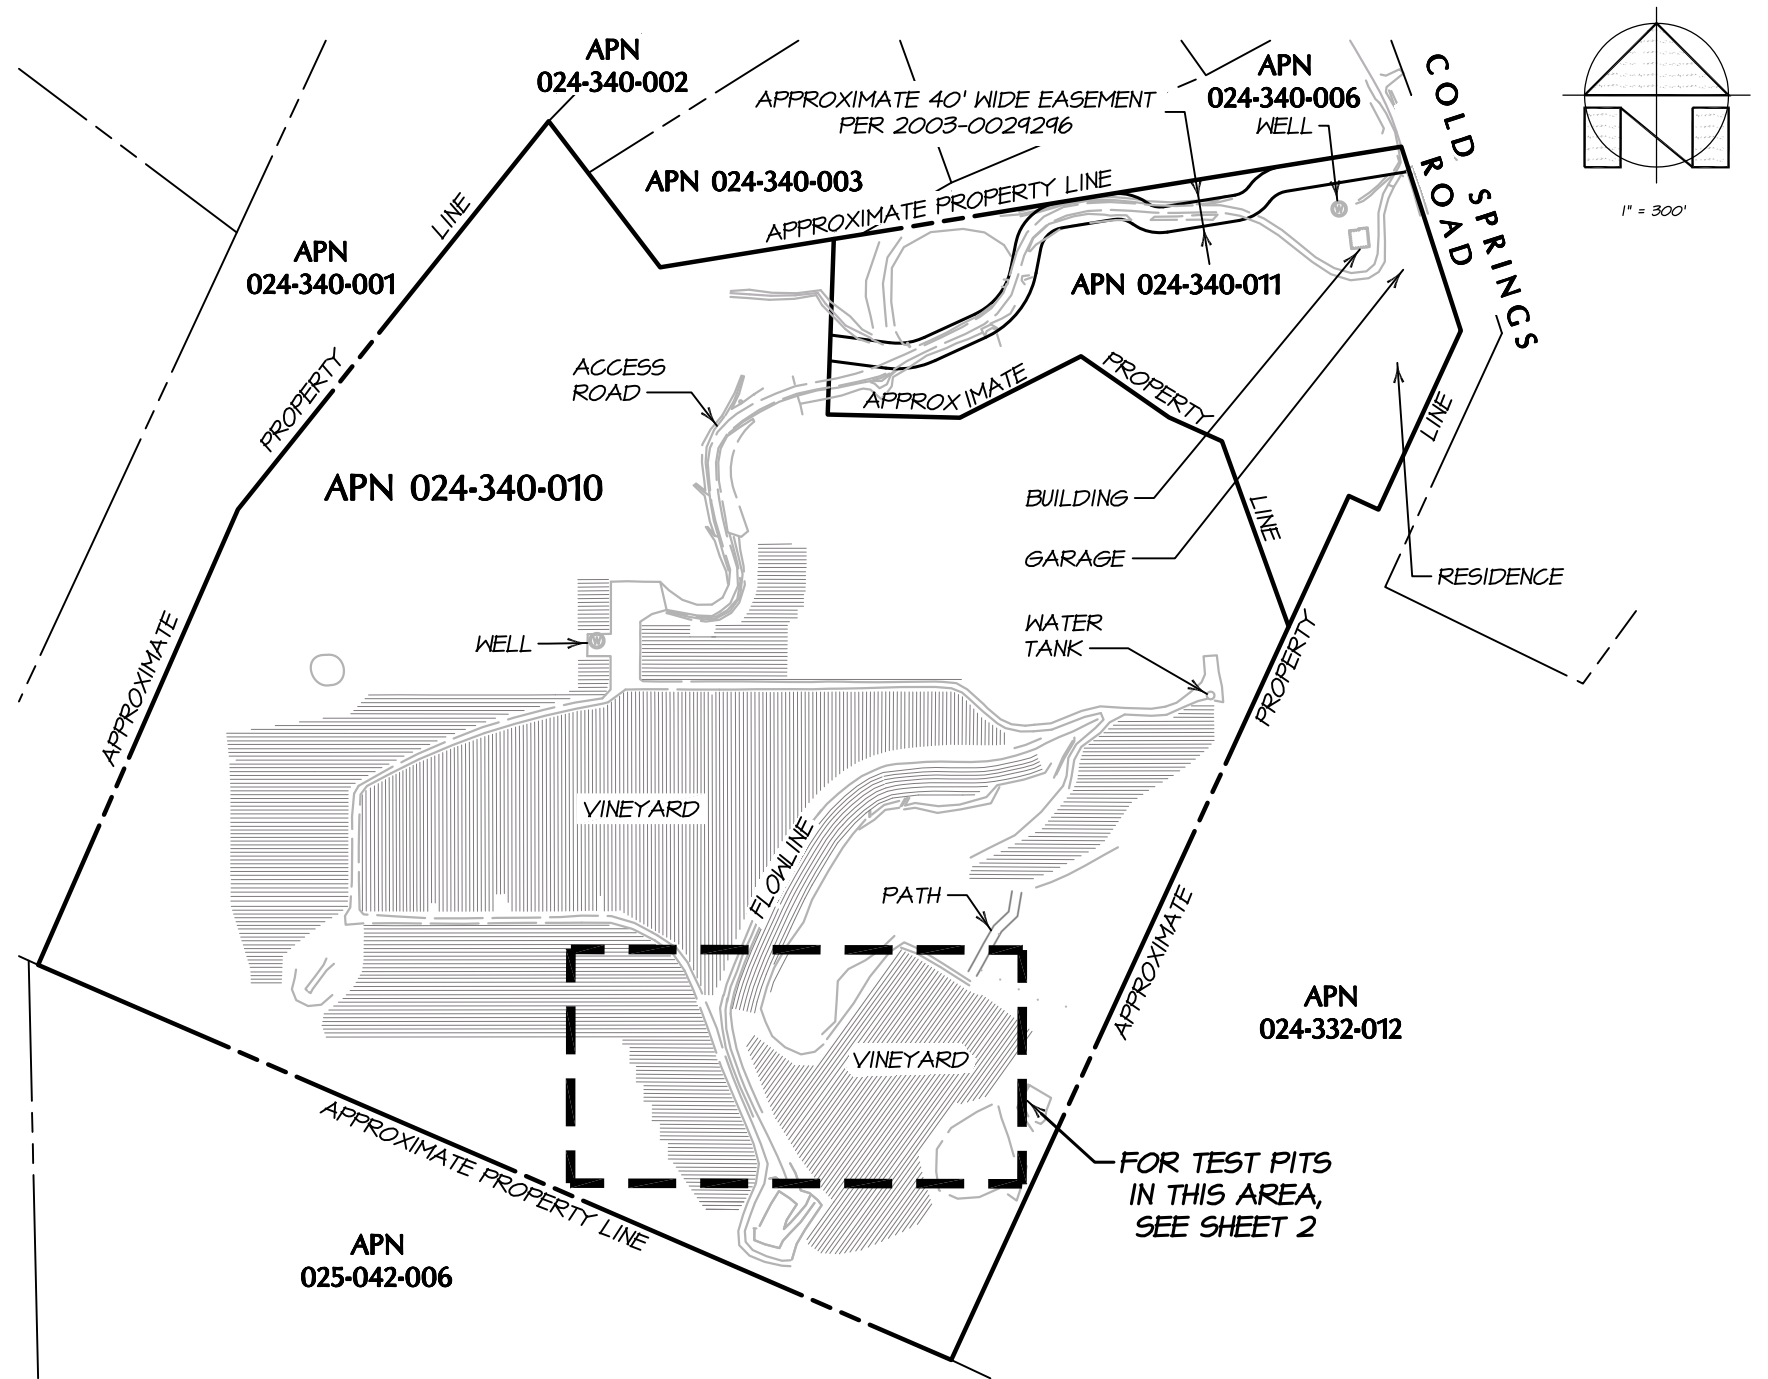 APN
024-340-002
APN
024-340-006
APPROXIMATE 40' WIDE EASEMENT
PER 2003-0029296
WELL
COLD SPRINGS
ROAD
N
1" = 300'
APN 024-340-003
APPROXIMATE PROPERTY LINE
LINE
APN
024-340-001
W
APN 024-340-011
PROPERTY
ACCESS
ROAD
APPROXIMATE
PROPERTY
LINE
APN 024-340-010
BUILDING
LINE
GARAGE
RESIDENCE
WELL
W
WATER
TANK
APPROXIMATE
PROPERTY
VINEYARD
FLOWLINE
PATH
APPROXIMATE
APN
024-332-012
VINEYARD
APPROXIMATE PROPERTY LINE
FOR TEST PITS
IN THIS AREA,
SEE SHEET 2
APN
025-042-006